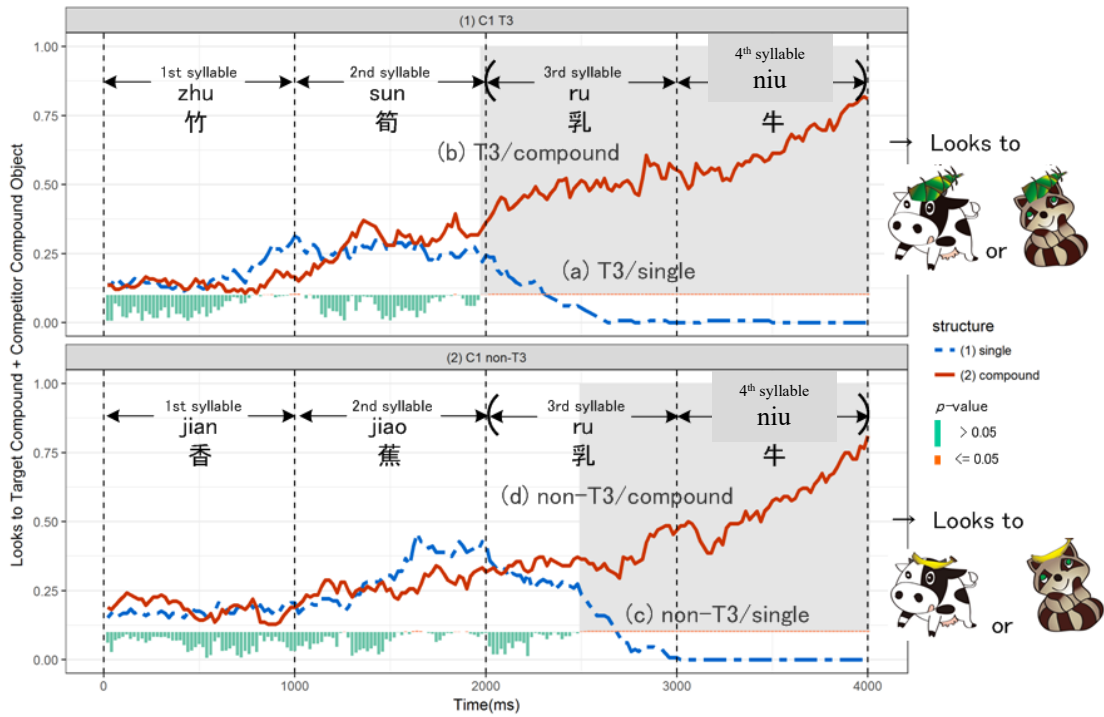 (1) C1 T3
1.00
0.75
0.50
0.25
0.00
1st syllable
zhu
竹
2nd syllable
sun
筍
3rd syllable
ru
乳
4th syllable
niu
牛
(b) T3/compound
(a) T3/single
→ Looks to
or
(2) C1 non-T3
1.00
0.75
0.50
0.25
0.00
1st syllable
jian
香
2nd syllable
jiao
蕉
3rd syllable
ru
乳
4th syllable
niu
牛
(d) non-T3/compound
(c) non-T3/single
→ Looks to
or
structure
(1) single
(2) compound
p-value
> 0.05
<= 0.05
0
1000
2000
3000
4000
Time(ms)
Looks to Target Compound + Competitor Compound Object